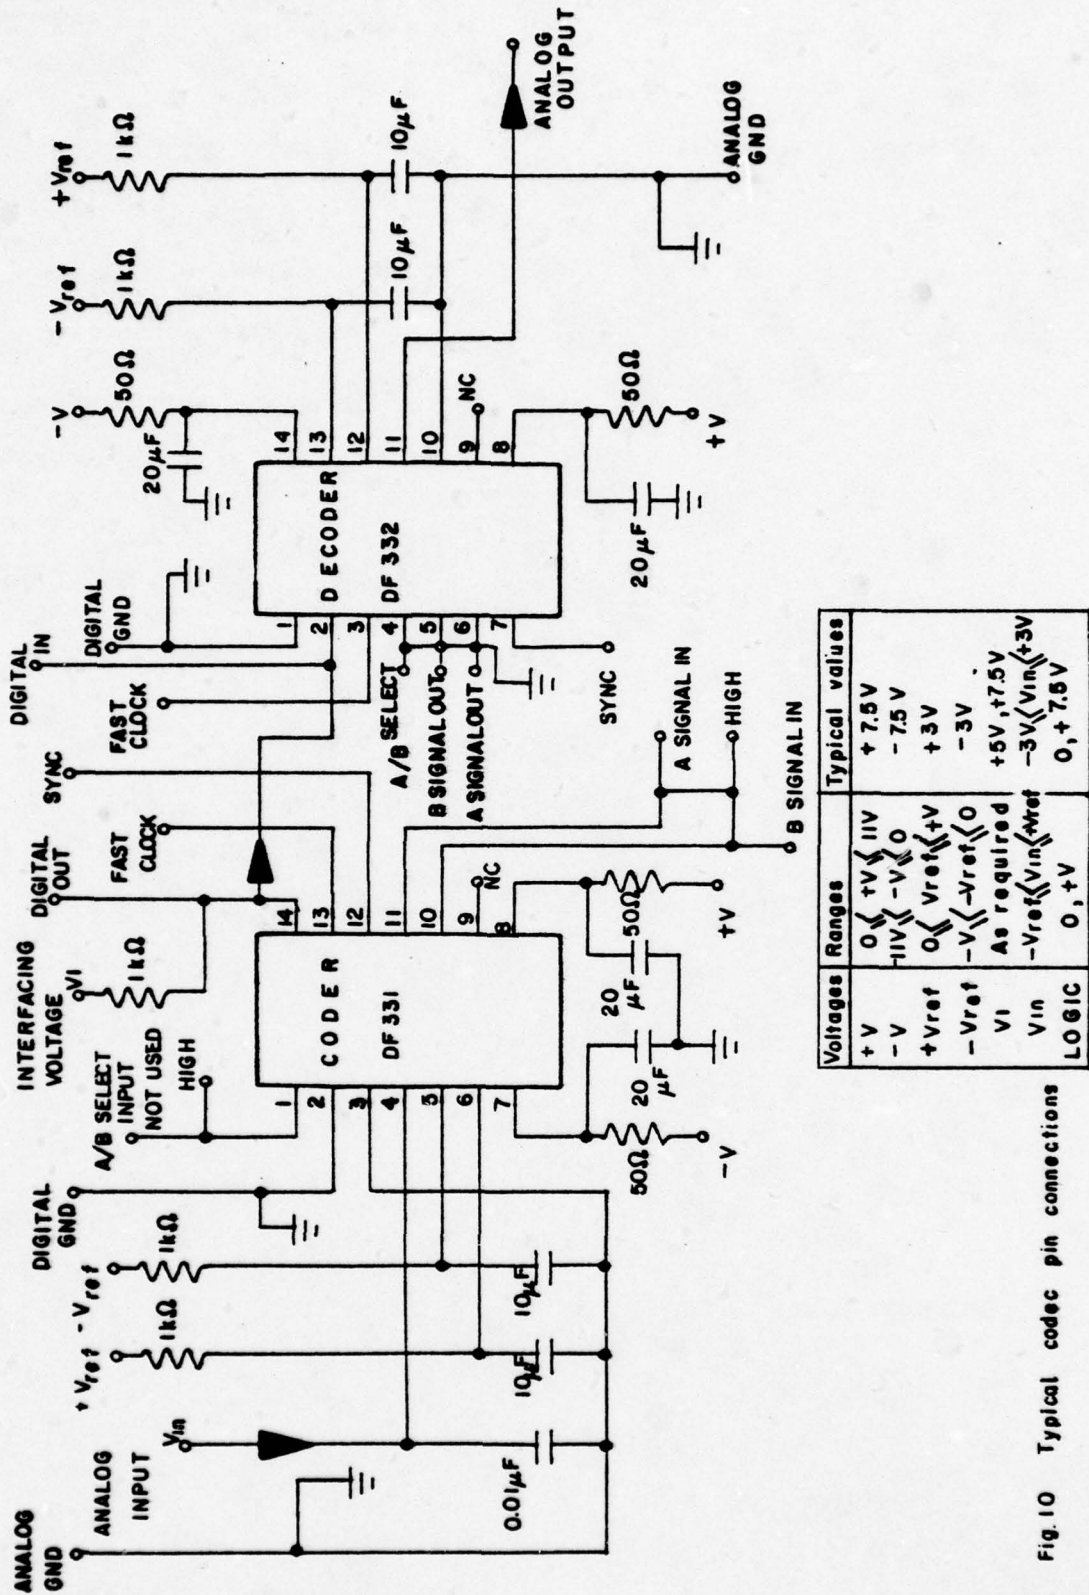 ANALOG
GND
ANALOG
INPUT
Vin
0.01µF
+Vref
1kΩ
10µF
-Vref
1kΩ
10µF
DIGITAL
GND
A/B SELECT
INPUT
NOT USED
HIGH
INTERFACING
VOLTAGE
VI
1kΩ
DIGITAL
OUT
FAST
CLOCK
SYNC
CODER
DF331
1
2
3
4
5
6
7
14
13
12
11
10
9
8
NC
50Ω
-V
20
µF
20
µF
50Ω
+V
A SIGNAL IN
HIGH
B SIGNAL IN
DIGITAL
IN
FAST
CLOCK
DIGITAL
GND
A/B SELECT
B SIGNAL OUT
A SIGNAL OUT
SYNC
DECODER
DF 332
1
2
3
4
5
6
7
14
13
12
11
10
9
8
NC
-V
50Ω
20µF
-Vref
1kΩ
10µF
+Vref
1kΩ
10µF
20µF
50Ω
+V
ANALOG
OUTPUT
ANALOG
GND
Voltages Ranges Typical values
+V 0≤+V≤11V +7.5V
-V -11V≤-V≤0 -7.5V
+Vref 0≤Vref≤+V +3V
-Vref -V≤-Vref≤0 -3V
VI As required +5V,+7.5V
Vin -Vref≤Vin≤+Vref -3V≤Vin≤+3V
LOGIC 0,+V 0,+7.5V
Fig.10 Typical codec pin connections